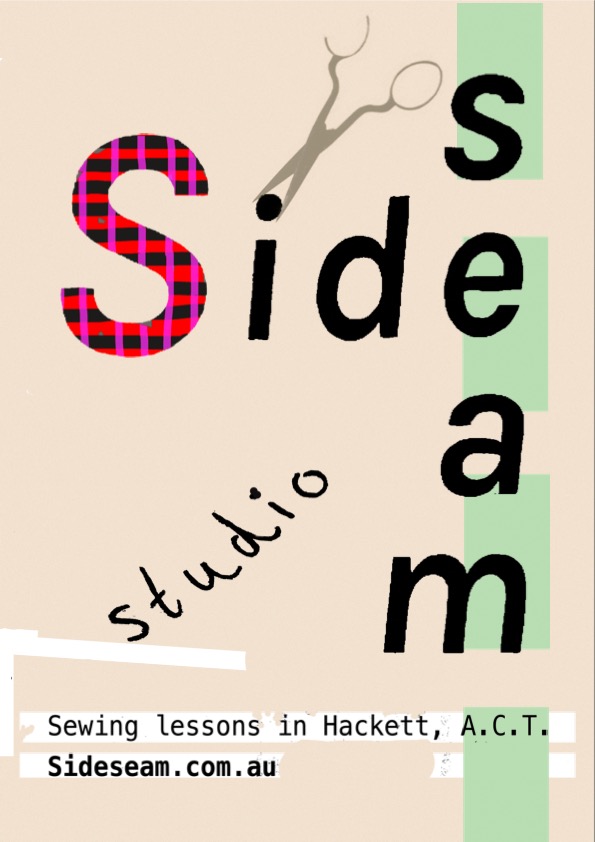 Side
seam
studio
Sewing lessons in Hackett, A.C.T.
Sideseam.com.au